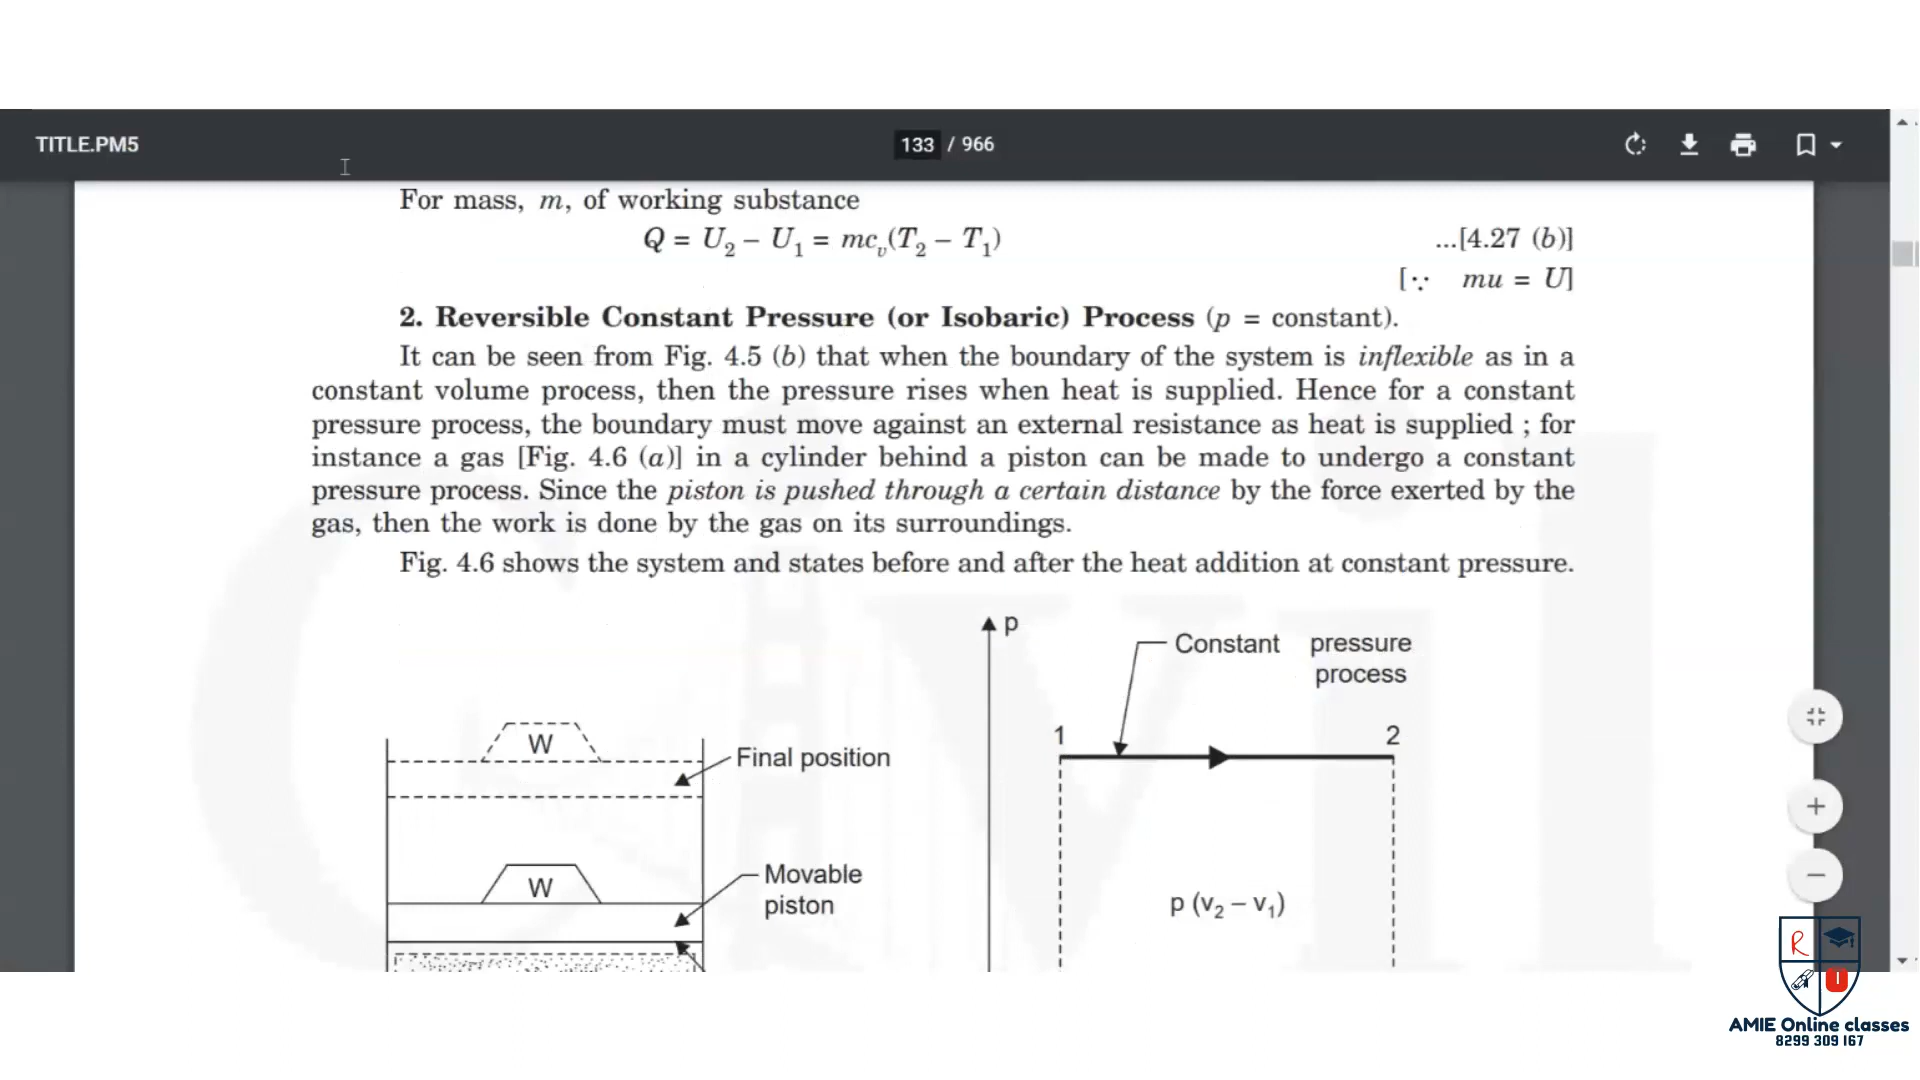 TITLE.PM5
133 / 966
For mass, m, of working substance
Q = U₂ – U₁ = mcᵥ(T₂ – T₁) ...[4.27 (b)]
[∵ mu = U]
2. Reversible Constant Pressure (or Isobaric) Process (p = constant).
It can be seen from Fig. 4.5 (b) that when the boundary of the system is inflexible as in a
constant volume process, then the pressure rises when heat is supplied. Hence for a constant
pressure process, the boundary must move against an external resistance as heat is supplied ; for
instance a gas [Fig. 4.6 (a)] in a cylinder behind a piston can be made to undergo a constant
pressure process. Since the piston is pushed through a certain distance by the force exerted by the
gas, then the work is done by the gas on its surroundings.
Fig. 4.6 shows the system and states before and after the heat addition at constant pressure.
W
Final position
W
Movable
piston
p
Constant pressure
process
1 2
p (v₂ – v₁)
Civil
R
I
AMIE Online classes
8299 309 167